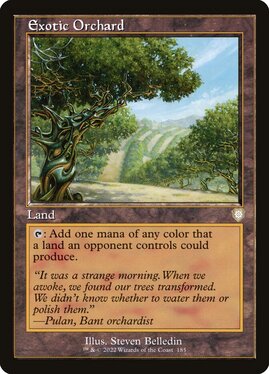 Exotic Orchard
Land
: Add one mana of any color that
a land an opponent controls could
produce.
"It was a strange morning. When we
awoke, we found our trees transformed.
We didn't know whether to water them or
polish them."
—Pulan, Bant orchardist
Illus. Steven Belledin
™ & © 2022 Wizards of the Coast 185